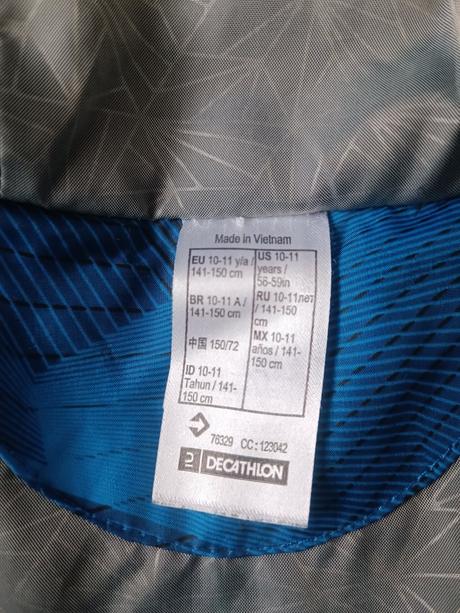 Made in Vietnam
EU 10-11 y/a /
141-150 cm
BR 10-11 A /
141-150 cm
中国 150/72
ID 10-11
Tahun / 141-
150 cm
US 10-11
years /
56-59in
RU 10-11лет
/ 141-150
cm
MX 10-11
años / 141-
150 cm
76329 CC: 123042
DECATHLON